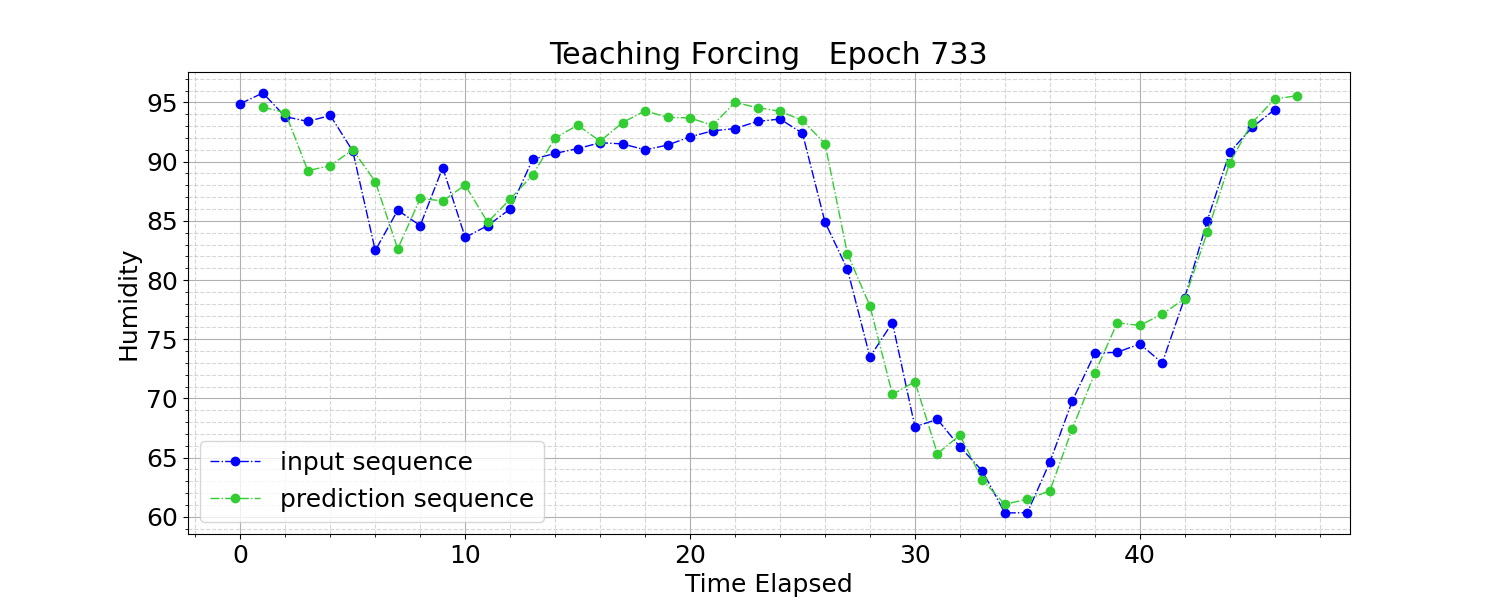 Teaching Forcing   Epoch 733
Humidity
95
90
85
80
75
70
65
60
input sequence
prediction sequence
0 10 20 30 40
Time Elapsed